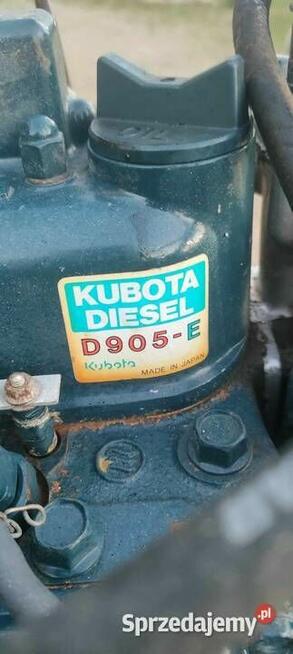 OIL
KUBOTA
DIESEL
D905-E
Kubota MADE IN JAPAN
Sprzedajemy.pl